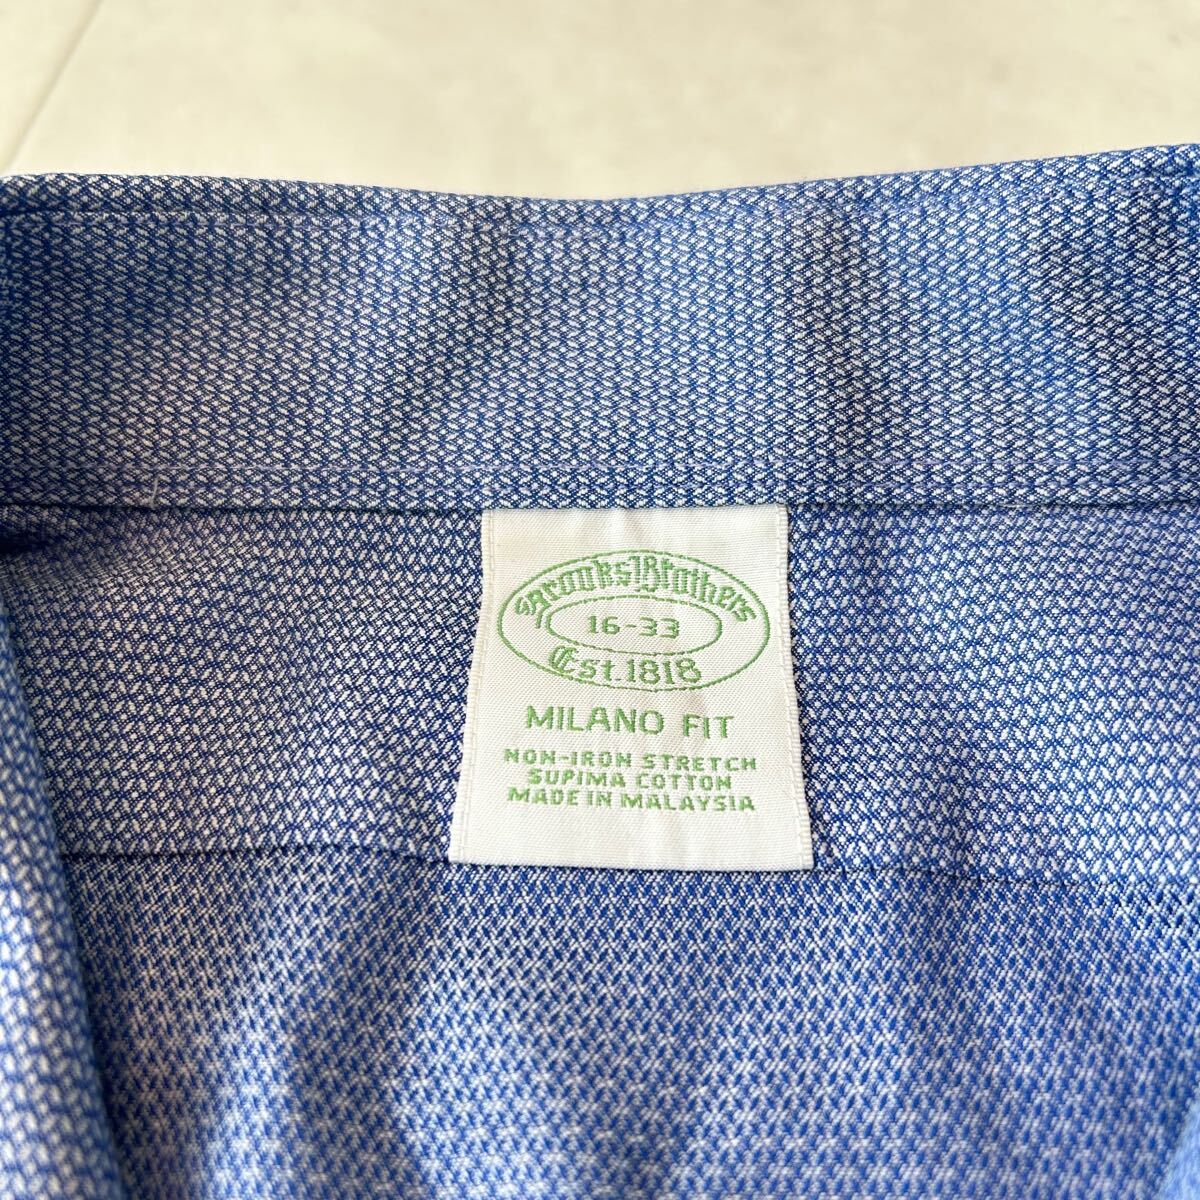 Brooks Brothers
16-33
Est. 1818
MILANO FIT
NON-IRON STRETCH
SUPIMA COTTON
MADE IN MALAYSIA